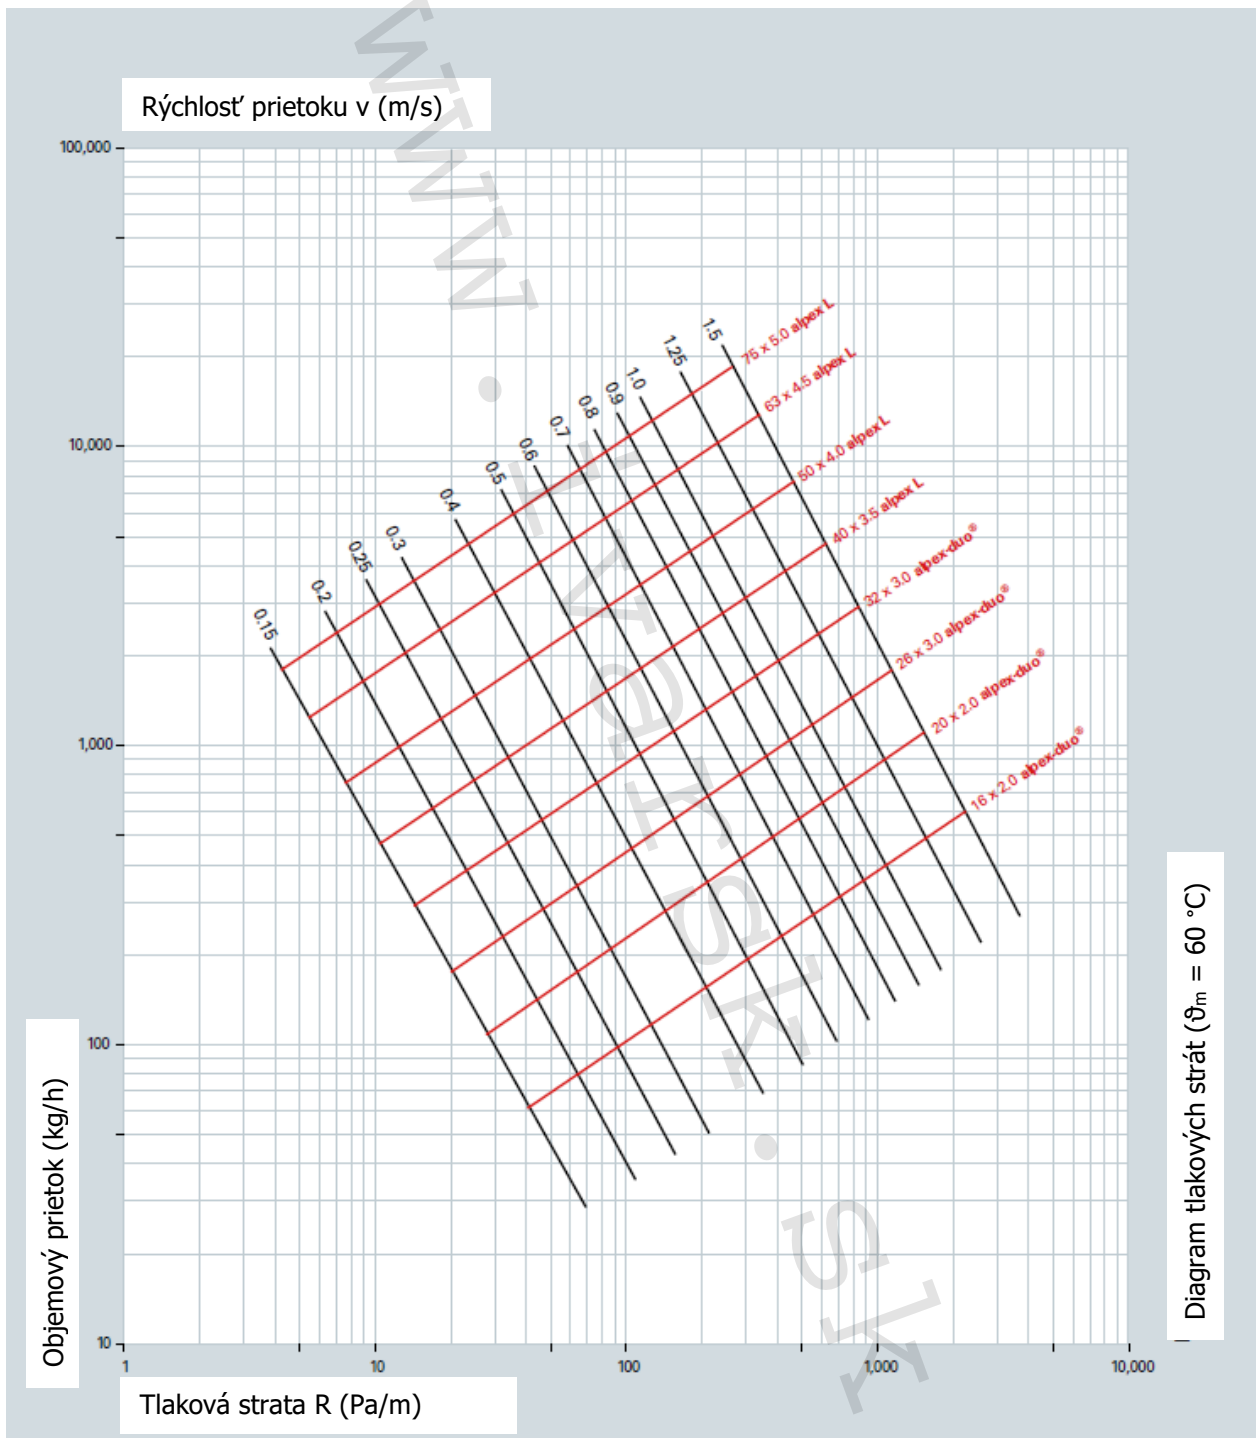 Rýchlosť prietoku v (m/s)
100,000
10,000
1,000
100
10
1
10
100
1,000
10,000
0.15
0.2
0.25
0.3
0.4
0.5
0.6
0.7
0.8
0.9
1.0
1.25
1.5
75 x 5.0 alpex L
63 x 4.5 alpex L
50 x 4.0 alpex L
40 x 3.5 alpex L
32 x 3.0 alpex-duo®
26 x 3.0 alpex-duo®
20 x 2.0 alpex-duo®
16 x 2.0 alpex-duo®
Objemový prietok (kg/h)
Tlaková strata R (Pa/m)
Diagram tlakových strát (ϑₘ = 60 °C)
www.ivarsk.sk